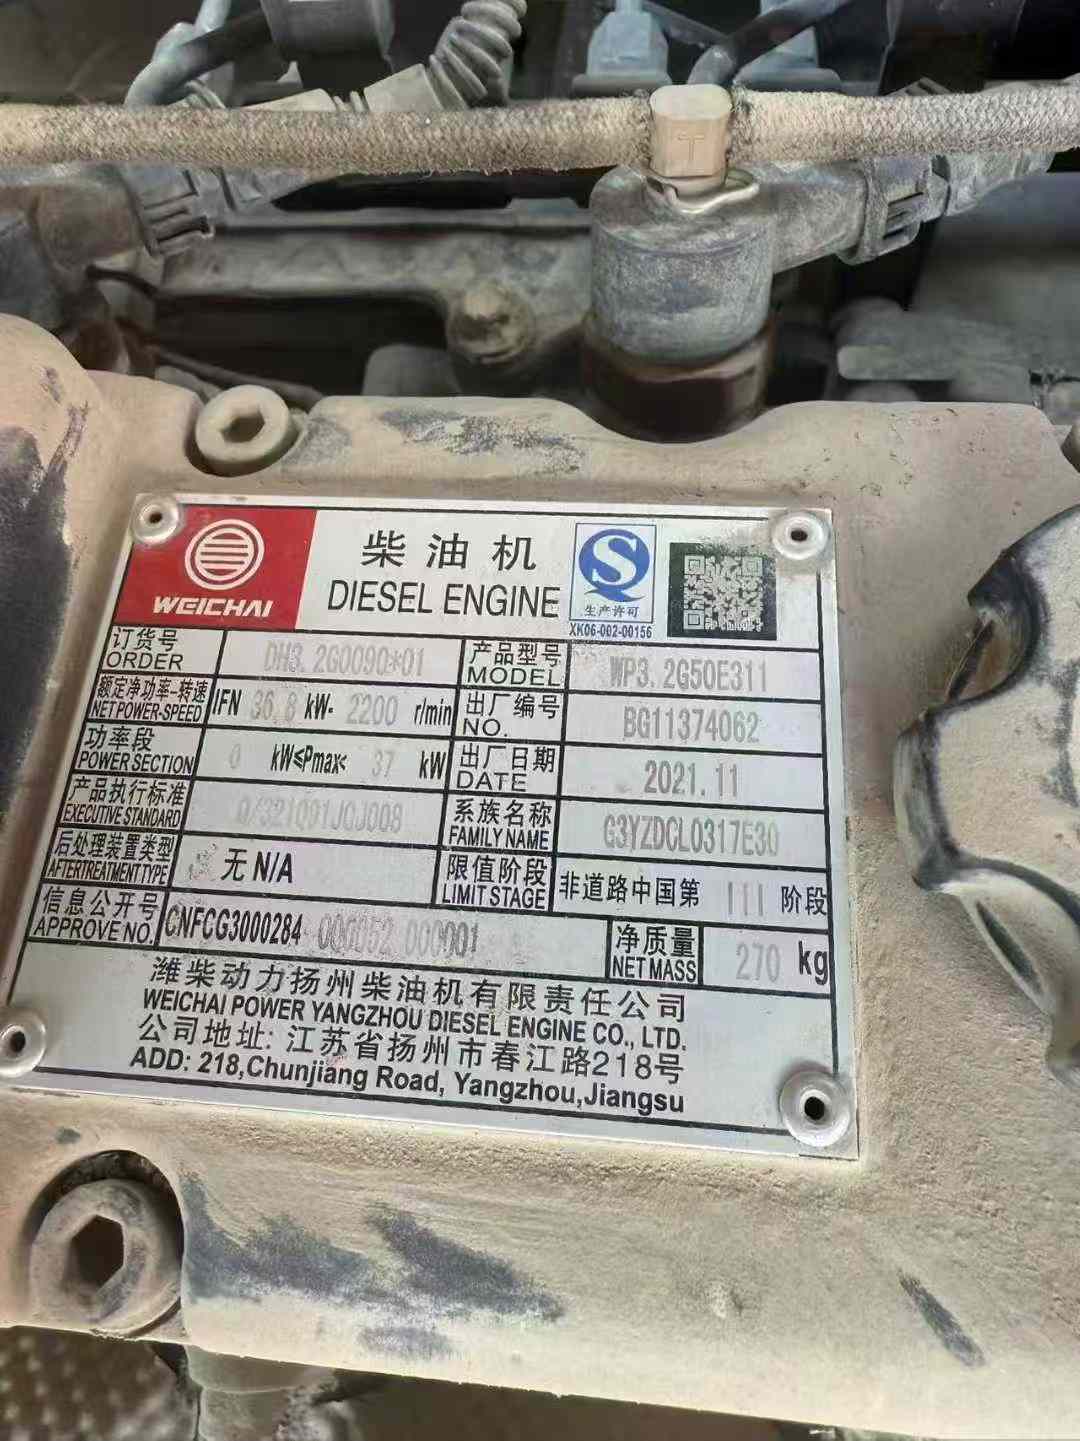 T
WEICHAI
柴油机
DIESEL ENGINE
S
生产许可
XK06-002-00156
订货号 ORDER DH3.2G0090*01 产品型号 MODEL WP3.2G50E311
额定净功率-转速 NET POWER-SPEED IFN 36.8 kW· 2200 r/min 出厂编号 NO. BG11374062
功率段 POWER SECTION 0 kW≤Pmax< 37 kW 出厂日期 DATE 2021.11
产品执行标准 EXECUTIVE STANDARD 系族名称 FAMILY NAME G3YZDCL0317E30
后处理装置类型 AFTERTREATMENT TYPE 无 N/A 限值阶段 LIMIT STAGE 非道路中国第 III 阶段
信息公开号 APPROVE NO. CNFCG3000284 000052 000001 净质量 NET MASS 270 kg
潍柴动力扬州柴油机有限责任公司
WEICHAI POWER YANGZHOU DIESEL ENGINE CO., LTD.
公司地址: 江苏省扬州市春江路218号
ADD: 218,Chunjiang Road, Yangzhou,Jiangsu